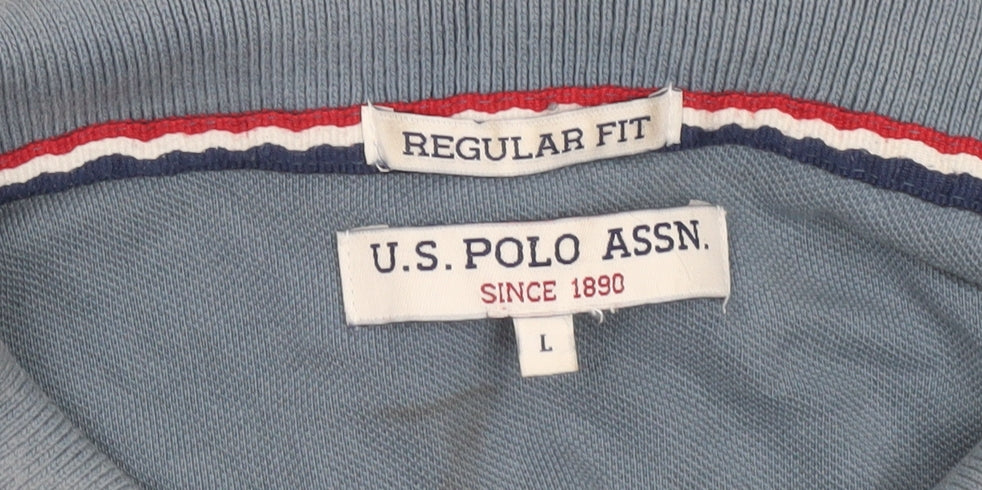 REGULAR FIT
U.S. POLO ASSN.
SINCE 1890
L